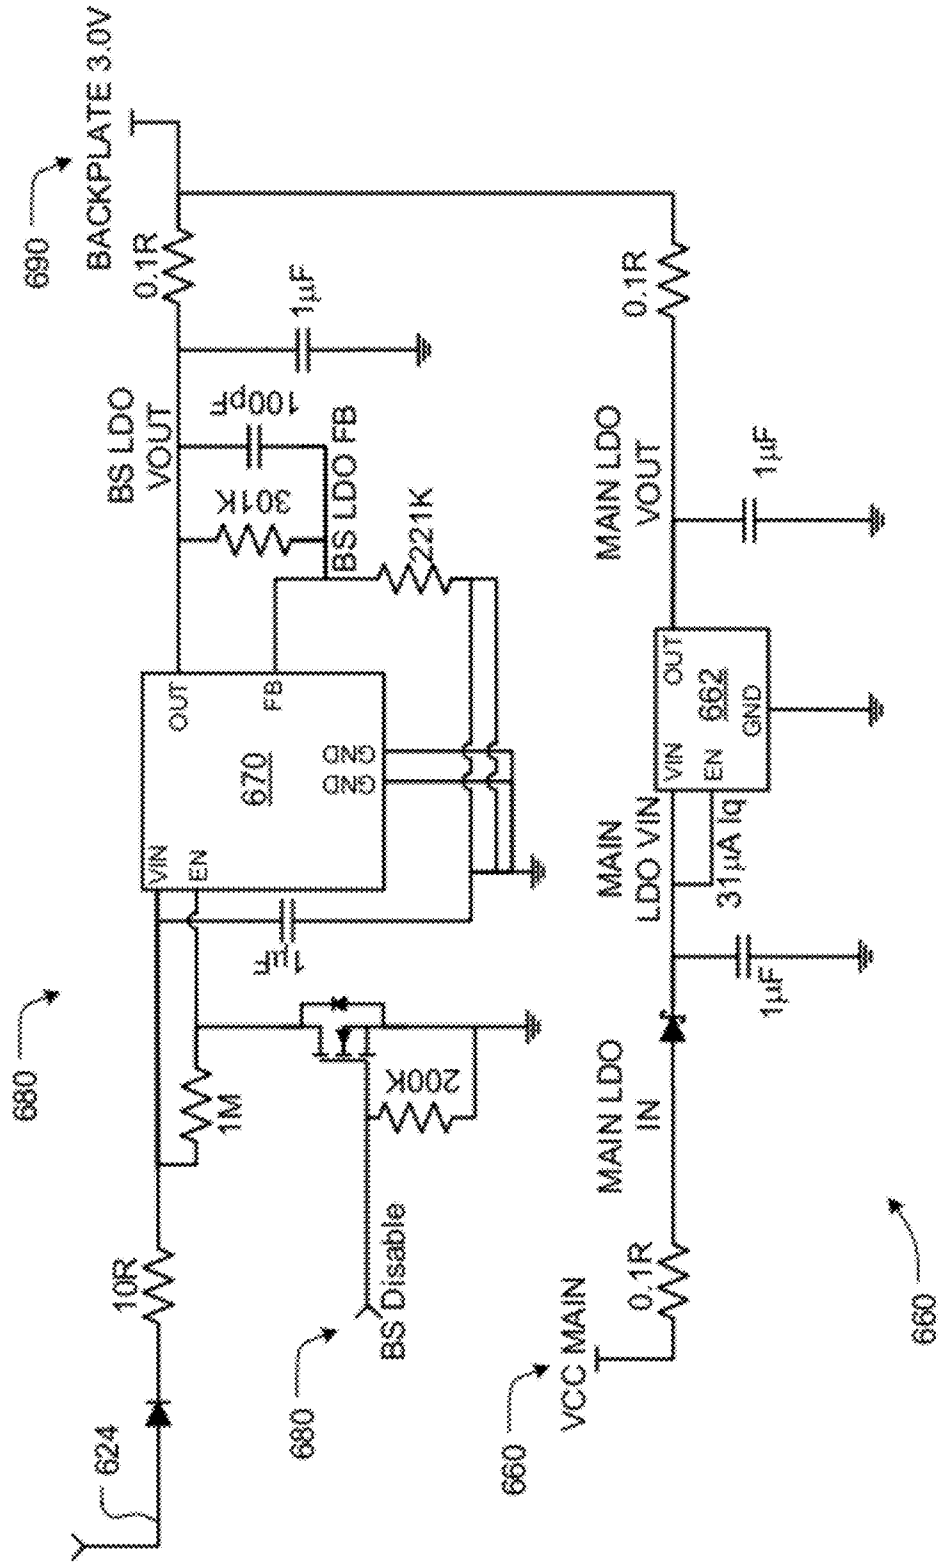 624
10R
680
1M
VIN
EN
670
OUT
FB
GND
GND
1µF
BS LDO
VOUT
301K
100pF
BS LDO FB
221K
1µF
0.1R
690
BACKPLATE 3.0V
680
BS Disable
200K
660
VCC MAIN
0.1R
MAIN LDO
IN
1µF
MAIN
LDO VIN
31µA Iq
VIN
EN
662
OUT
GND
MAIN LDO
VOUT
1µF
0.1R
660